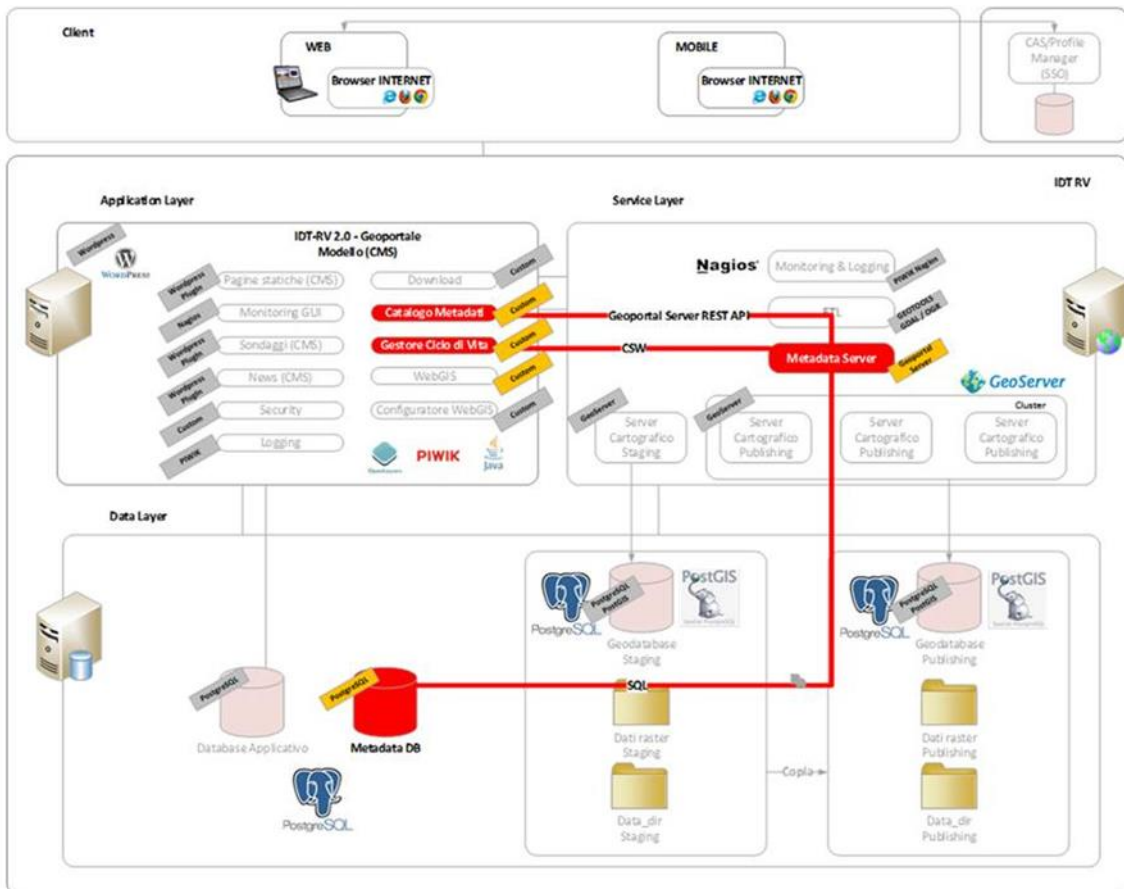 Client
WEB
Browser INTERNET
MOBILE
Browser INTERNET
CAS/Profile
Manager
(SSO)
IDT RV
Application Layer
Service Layer
Wordpress
WORDPRESS
IDT-RV 2.0 - Geoportale
Modello (CMS)
Wordpress
Plugin
Pagine statiche (CMS)
Download
Custom
Nagios
Monitoring GUI
Catalogo Metadati
Custom
Wordpress
Plugin
Sondaggi (CMS)
Gestore Ciclo di Vita
Custom
Wordpress
Plugin
News (CMS)
WebGIS
Custom
Custom
Security
Configuratore WebGIS
Custom
PIWIK
Logging
OpenLayers
PIWIK
Java
Nagios
Monitoring & Logging
PIWIK Nagios
Geoportal Server REST API
ETL
GEOTOOLS
GDAL / OGR
CSW
Metadata Server
Geoportal
Server
GeoServer
GeoServer
Server
Cartografico
Staging
GeoServer
Cluster
Server
Cartografico
Publishing
Server
Cartografico
Publishing
Server
Cartografico
Publishing
Data Layer
PostgreSQL
PostgreSQL
PostGIS
PostGIS
Geodatabase
Staging
PostgreSQL
PostgreSQL
PostGIS
PostGIS
Geodatabase
Publishing
PostgreSQL
Database Applicativo
PostgreSQL
Metadata DB
PostgreSQL
SQL
Dati raster
Staging
Dati raster
Publishing
Copia
Data_dir
Staging
Data_dir
Publishing